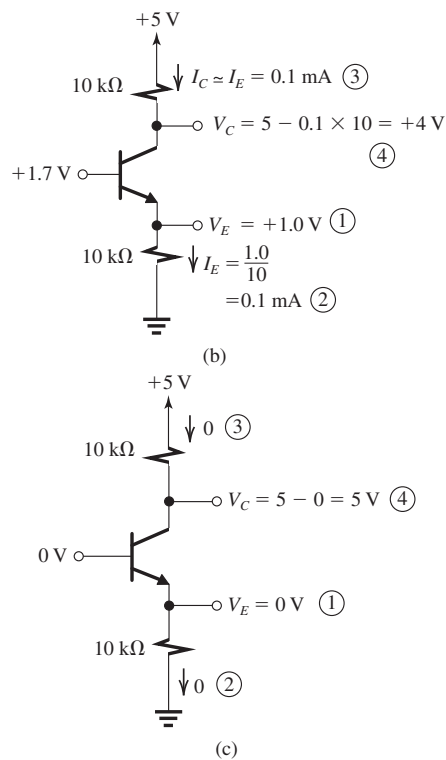 +5 V
10 kΩ
I_C ≃ I_E = 0.1 mA ③
V_C = 5 − 0.1 × 10 = +4 V
④
+1.7 V
V_E = +1.0 V ①
10 kΩ
I_E = 1.0/10
=0.1 mA ②
(b)
+5 V
0 ③
10 kΩ
V_C = 5 − 0 = 5 V ④
0 V
V_E = 0 V ①
10 kΩ
0 ②
(c)